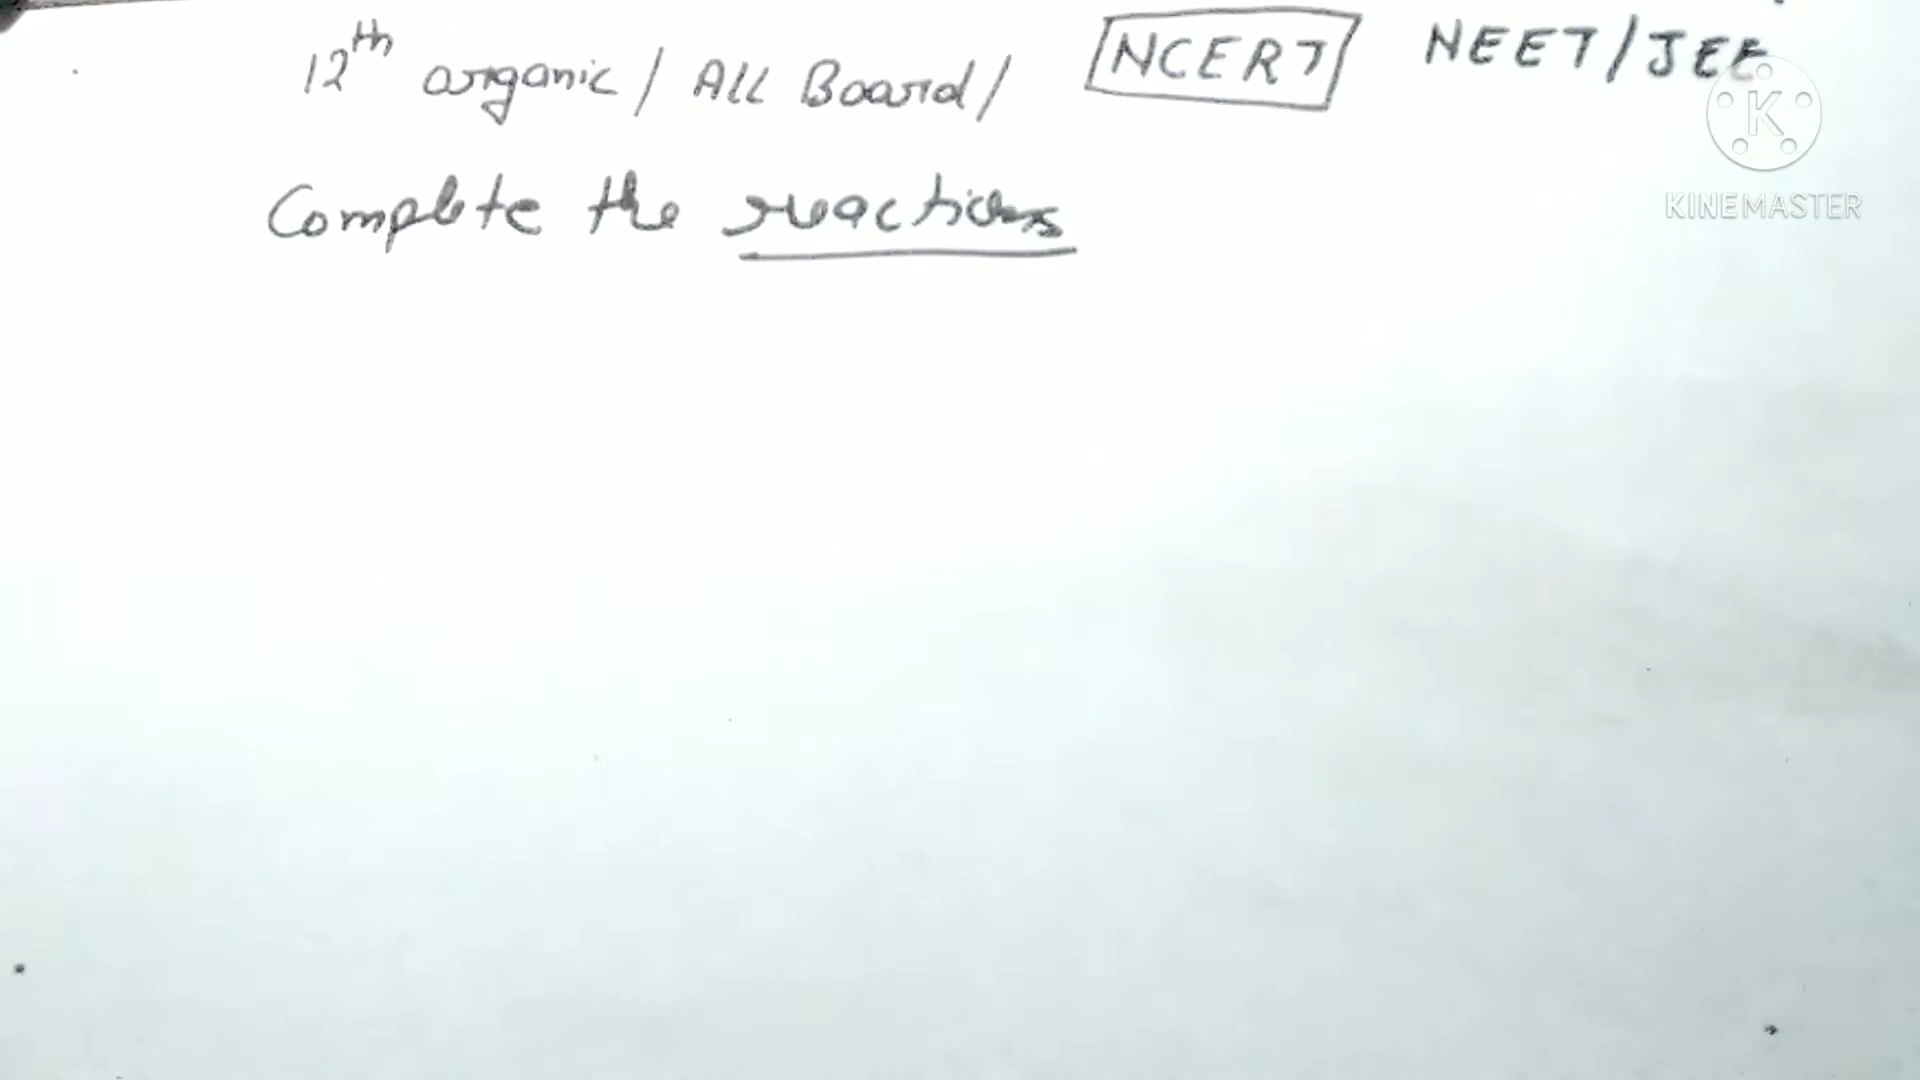 12th organic / All Board / NCERT NEET/JEE
K
KINEMASTER
Complete the reactions